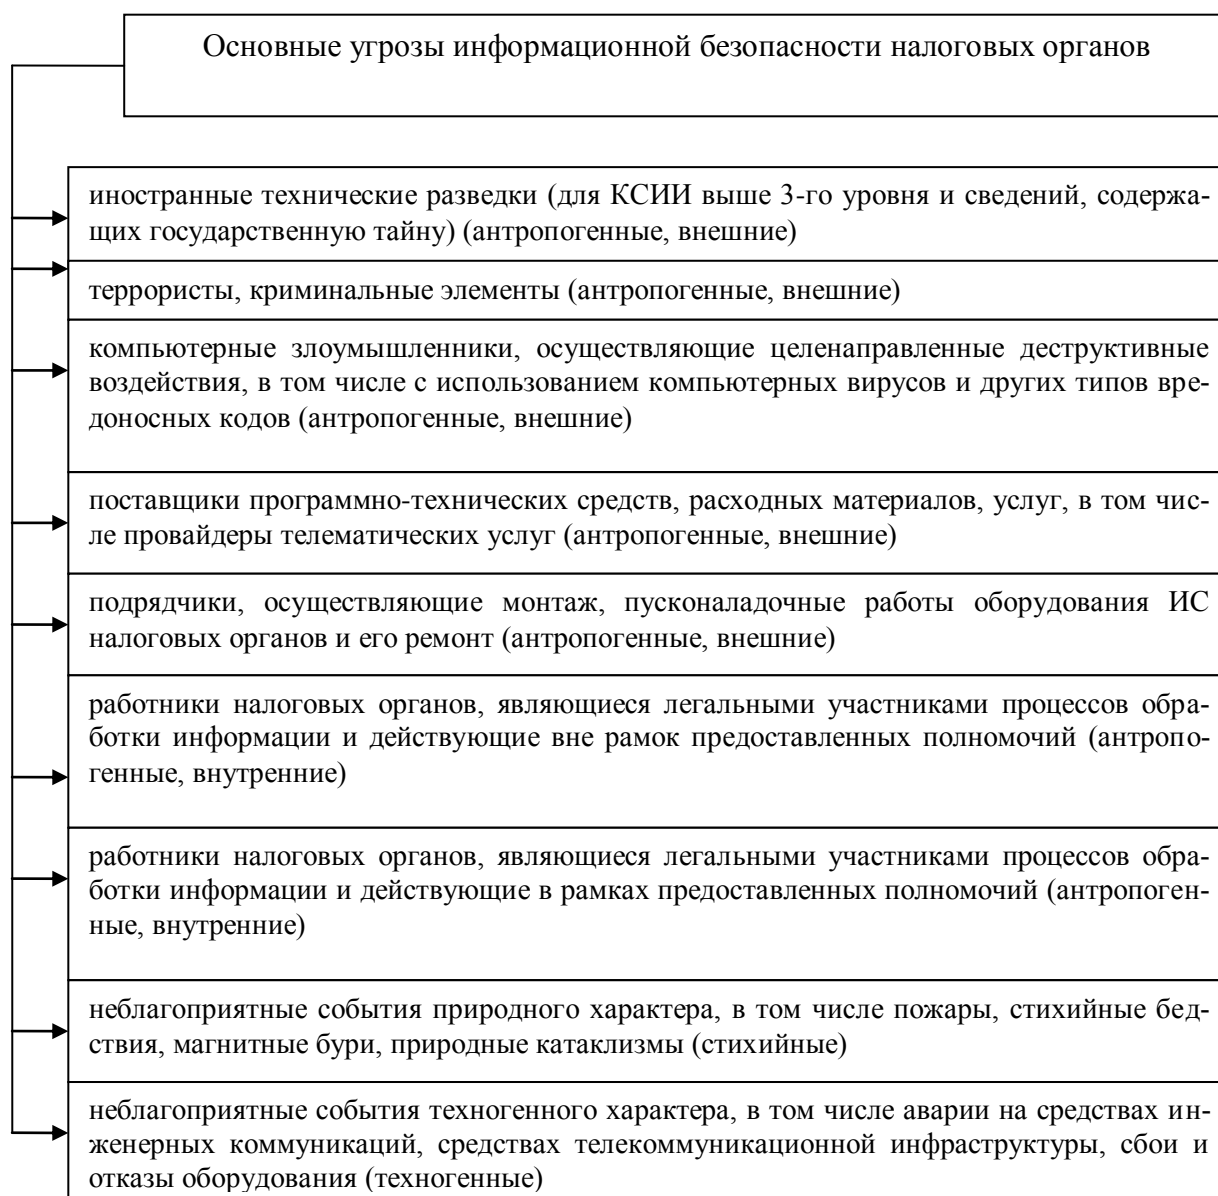 Основные угрозы информационной безопасности налоговых органов
иностранные технические разведки (для КСИИ выше 3-го уровня и сведений, содержа-
щих государственную тайну) (антропогенные, внешние)
террористы, криминальные элементы (антропогенные, внешние)
компьютерные злоумышленники, осуществляющие целенаправленные деструктивные
воздействия, в том числе с использованием компьютерных вирусов и других типов вре-
доносных кодов (антропогенные, внешние)
поставщики программно-технических средств, расходных материалов, услуг, в том чис-
ле провайдеры телематических услуг (антропогенные, внешние)
подрядчики, осуществляющие монтаж, пусконаладочные работы оборудования ИС
налоговых органов и его ремонт (антропогенные, внешние)
работники налоговых органов, являющиеся легальными участниками процессов обра-
ботки информации и действующие вне рамок предоставленных полномочий (антропо-
генные, внутренние)
работники налоговых органов, являющиеся легальными участниками процессов обра-
ботки информации и действующие в рамках предоставленных полномочий (антропоген-
ные, внутренние)
неблагоприятные события природного характера, в том числе пожары, стихийные бед-
ствия, магнитные бури, природные катаклизмы (стихийные)
неблагоприятные события техногенного характера, в том числе аварии на средствах ин-
женерных коммуникаций, средствах телекоммуникационной инфраструктуры, сбои и
отказы оборудования (техногенные)